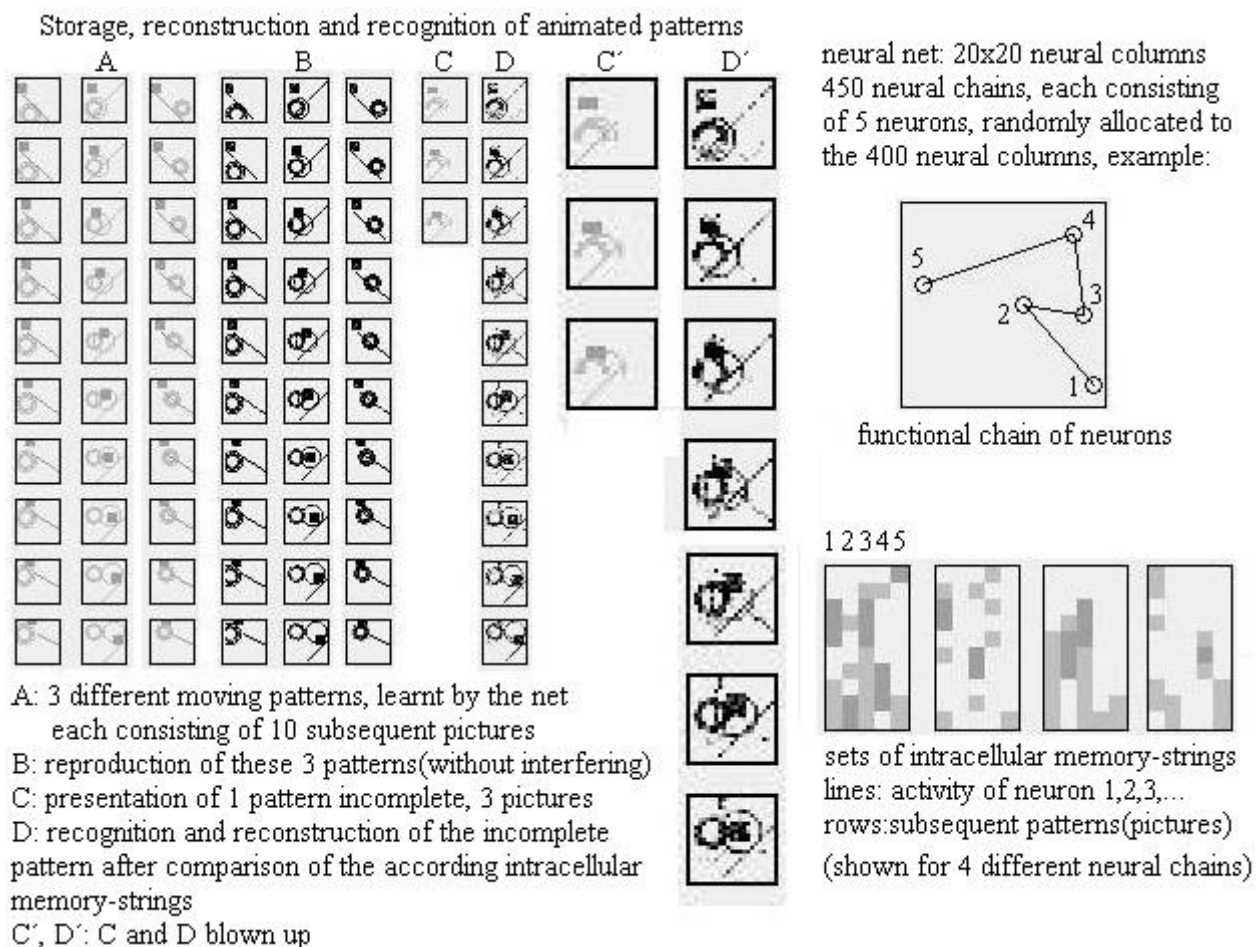 Storage, reconstruction and recognition of animated patterns
A B C D C´ D´
neural net: 20x20 neural columns
450 neural chains, each consisting
of 5 neurons, randomly allocated to
the 400 neural columns, example:
4
5
3
2
1
functional chain of neurons
12345
sets of intracellular memory-strings
lines: activity of neuron 1,2,3,...
rows:subsequent patterns(pictures)
(shown for 4 different neural chains)
A: 3 different moving patterns, learnt by the net
each consisting of 10 subsequent pictures
B: reproduction of these 3 patterns(without interfering)
C: presentation of 1 pattern incomplete, 3 pictures
D: recognition and reconstruction of the incomplete
pattern after comparison of the according intracellular
memory-strings
C´, D´: C and D blown up